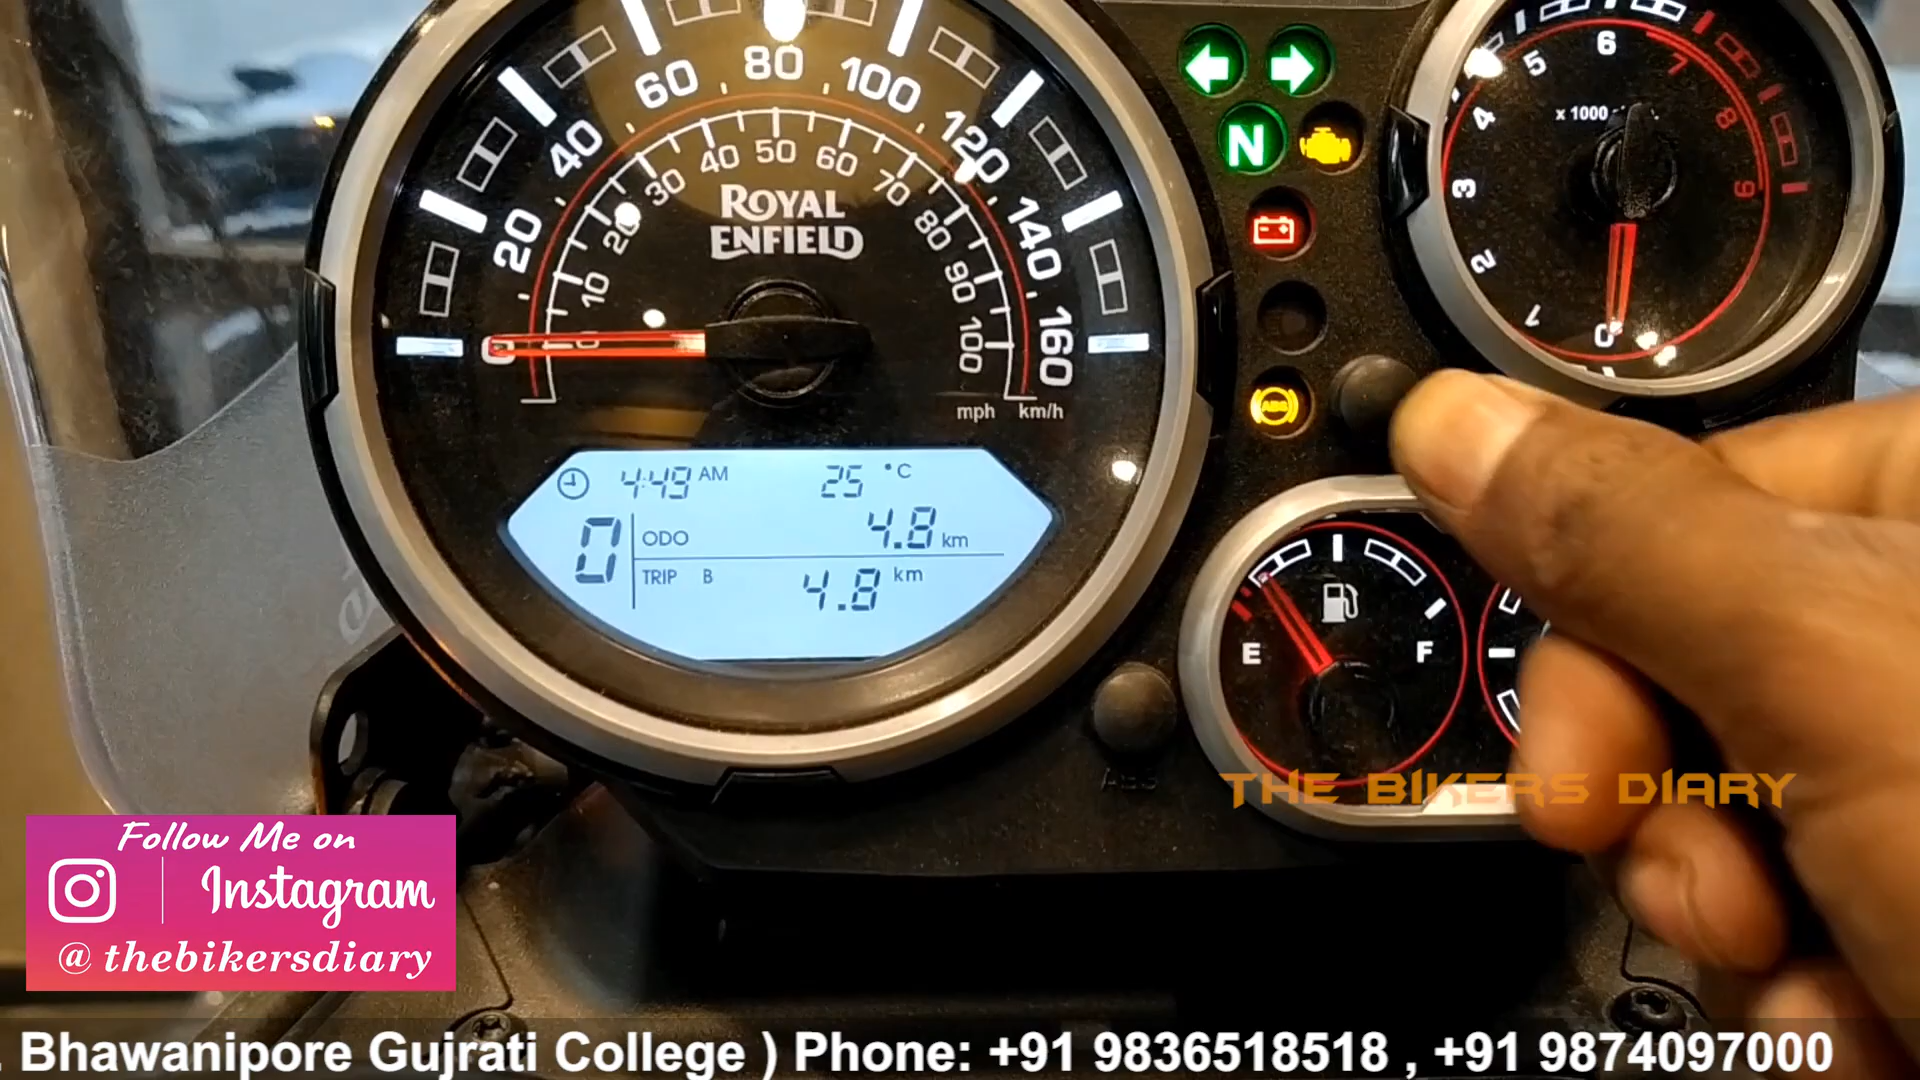 60 80 100
40 120
20 140
0 160
40 50 60
30 70
20 80
10 90
100
ROYAL
ENFIELD
mph km/h
4:49 AM 25 °C
0 ODO 4.8 km
TRIP B 4.8 km
N
ABS
x 1000
0 1 2 3 4 5 6 7 8 9
E F
ABS
THE BIKERS DIARY
Follow Me on
Instagram
@ thebikersdiary
Bhawanipore Gujrati College ) Phone: +91 9836518518 , +91 9874097000